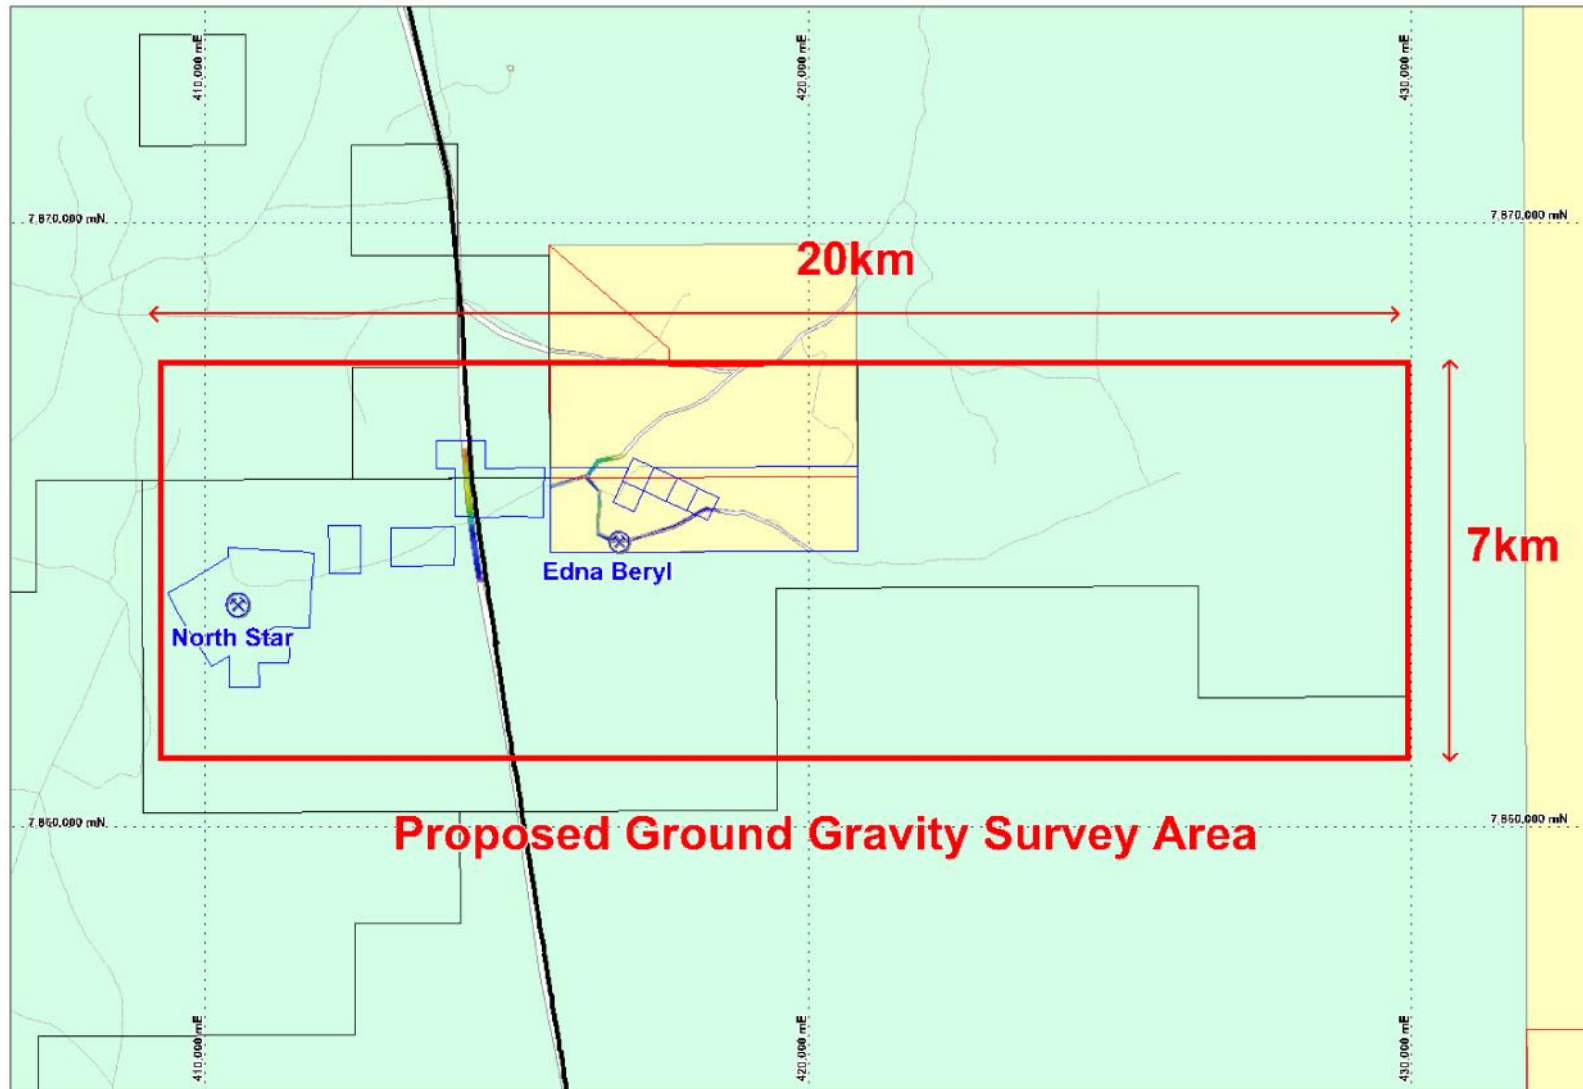 410,000 mE
420,000 mE
430,000 mE
7,870,000 mN
7,870,000 mN
20km
7km
Edna Beryl
North Star
7,860,000 mN
7,860,000 mN
Proposed Ground Gravity Survey Area
410,000 mE
420,000 mE
430,000 mE